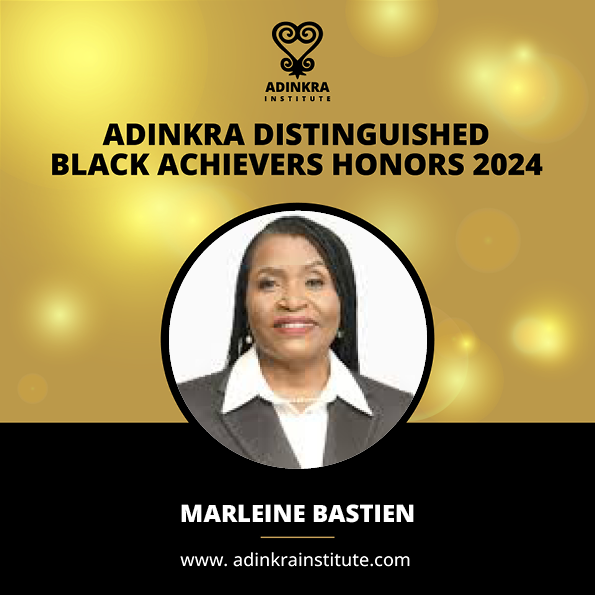 ADINKRA
INSTITUTE
ADINKRA DISTINGUISHED
BLACK ACHIEVERS HONORS 2024
MARLEINE BASTIEN
www. adinkrainstitute.com